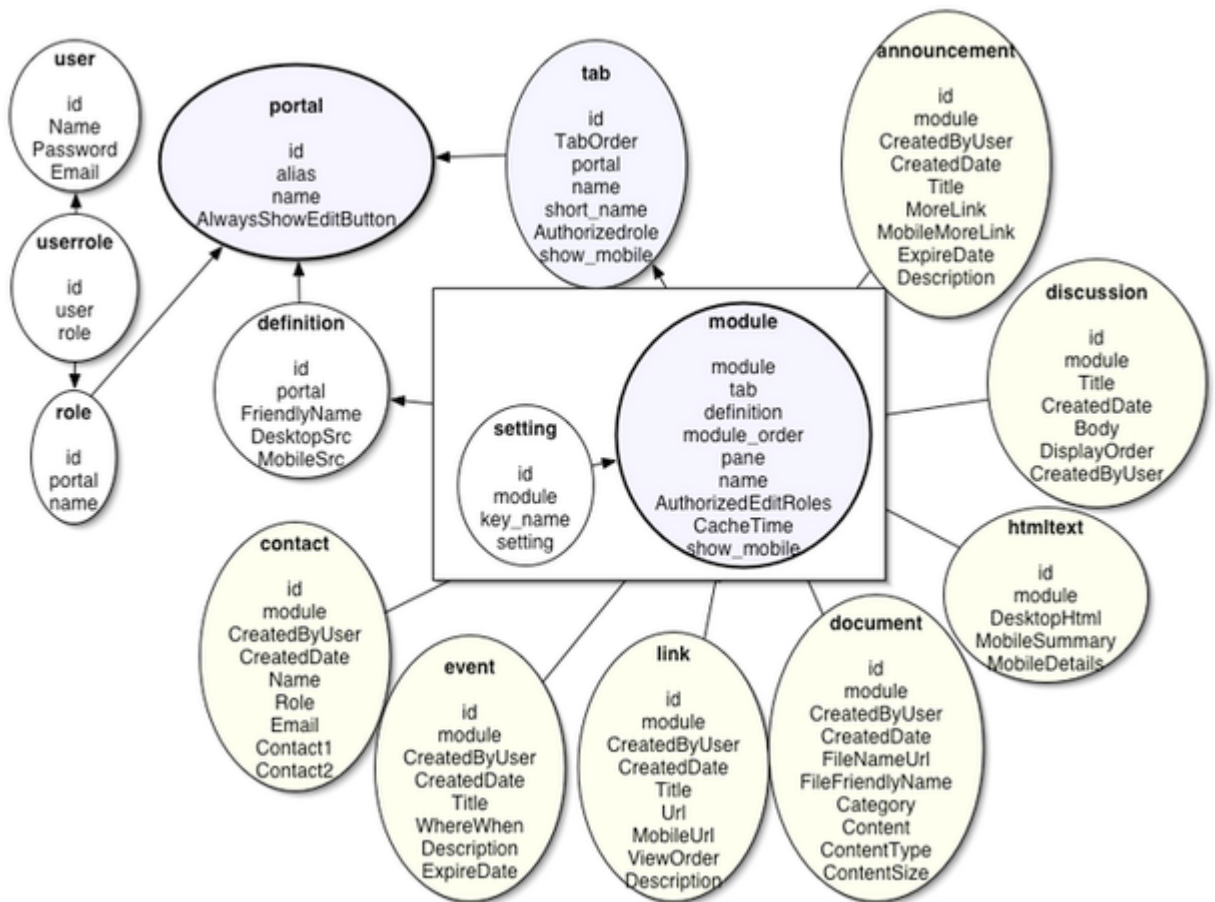 user
id
Name
Password
Email
portal
id
alias
name
AlwaysShowEditButton
tab
id
TabOrder
portal
name
short_name
Authorizedrole
show_mobile
announcement
id
module
CreatedByUser
CreatedDate
Title
MoreLink
MobileMoreLink
ExpireDate
Description
userrole
id
user
role
definition
id
portal
FriendlyName
DesktopSrc
MobileSrc
role
id
portal
name
setting
id
module
key_name
setting
module
module
tab
definition
module_order
pane
name
AuthorizedEditRoles
CacheTime
show_mobile
discussion
id
module
Title
CreatedDate
Body
DisplayOrder
CreatedByUser
htmltext
id
module
DesktopHtml
MobileSummary
MobileDetails
contact
id
module
CreatedByUser
CreatedDate
Name
Role
Email
Contact1
Contact2
event
id
module
CreatedByUser
CreatedDate
Title
WhereWhen
Description
ExpireDate
link
id
module
CreatedByUser
CreatedDate
Title
Url
MobileUrl
ViewOrder
Description
document
id
module
CreatedByUser
CreatedDate
FileNameUrl
FileFriendlyName
Category
Content
ContentType
ContentSize